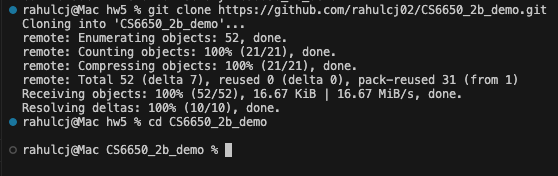 rahulcj@Mac hw5 % git clone https://github.com/rahulcj02/CS6650_2b_demo.git
Cloning into 'CS6650_2b_demo'...
remote: Enumerating objects: 52, done.
remote: Counting objects: 100% (21/21), done.
remote: Compressing objects: 100% (21/21), done.
remote: Total 52 (delta 7), reused 0 (delta 0), pack-reused 31 (from 1)
Receiving objects: 100% (52/52), 16.67 KiB | 16.67 MiB/s, done.
Resolving deltas: 100% (10/10), done.
rahulcj@Mac hw5 % cd CS6650_2b_demo
rahulcj@Mac CS6650_2b_demo %